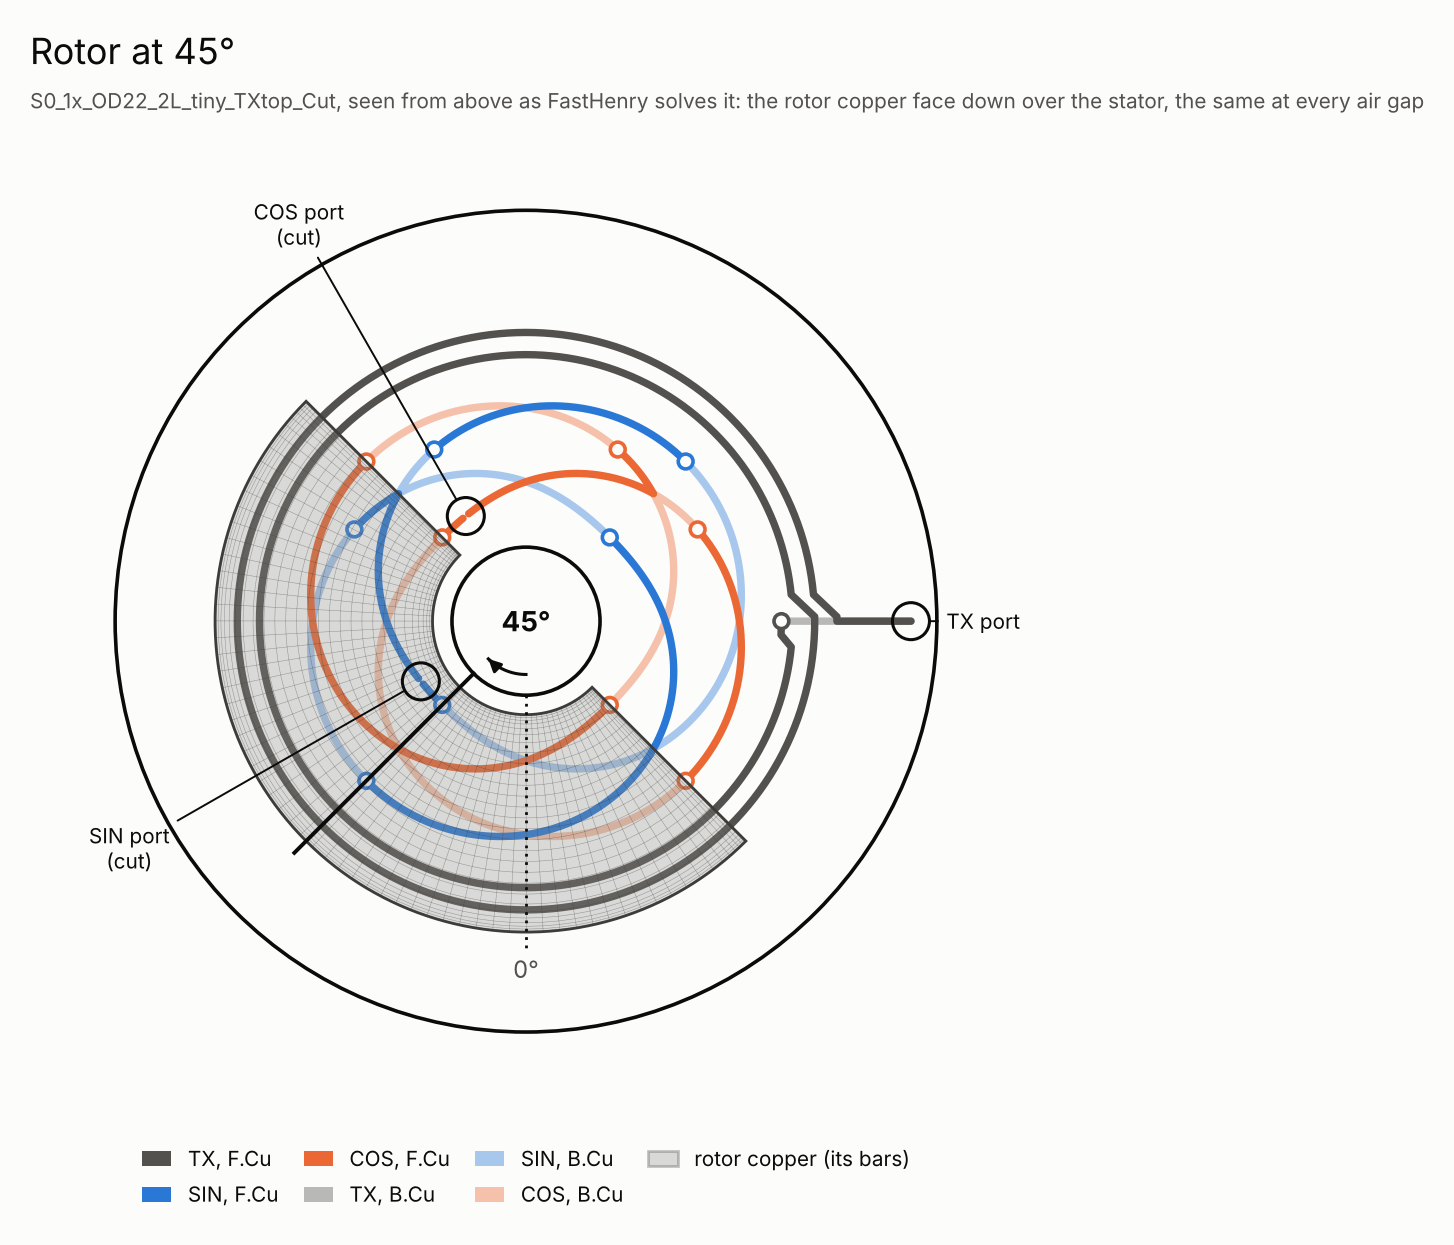 Rotor at 45°
S0_1x_OD22_2L_tiny_TXtop_Cut, seen from above as FastHenry solves it: the rotor copper face down over the stator, the same at every air gap
COS port
(cut)
45°
TX port
SIN port
(cut)
0°
TX, F.Cu
COS, F.Cu
SIN, B.Cu
rotor copper (its bars)
SIN, F.Cu
TX, B.Cu
COS, B.Cu